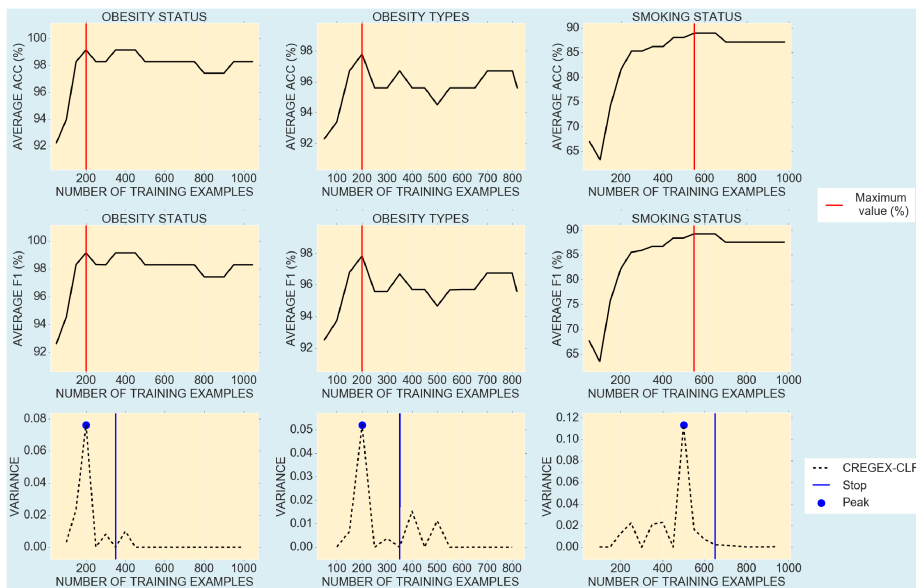 OBESITY STATUS
OBESITY TYPES
SMOKING STATUS
AVERAGE ACC (%)
100
98
96
94
92
200 400 600 800 1000
NUMBER OF TRAINING EXAMPLES
AVERAGE ACC (%)
98
96
94
92
100 200 300 400 500 600 700 800
NUMBER OF TRAINING EXAMPLES
AVERAGE ACC (%)
90
85
80
75
70
65
0 200 400 600 800 1000
NUMBER OF TRAINING EXAMPLES
Maximum
value (%)
OBESITY STATUS
OBESITY TYPES
SMOKING STATUS
AVERAGE F1 (%)
100
98
96
94
92
200 400 600 800 1000
NUMBER OF TRAINING EXAMPLES
AVERAGE F1 (%)
98
96
94
92
100 200 300 400 500 600 700 800
NUMBER OF TRAINING EXAMPLES
AVERAGE F1 (%)
90
85
80
75
70
65
0 200 400 600 800 1000
NUMBER OF TRAINING EXAMPLES
VARIANCE
0.08
0.06
0.04
0.02
0.00
200 400 600 800 1000
NUMBER OF TRAINING EXAMPLES
VARIANCE
0.05
0.04
0.03
0.02
0.01
0.00
100 200 300 400 500 600 700 800
NUMBER OF TRAINING EXAMPLES
VARIANCE
0.12
0.10
0.08
0.06
0.04
0.02
0.00
0 200 400 600 800 1000
NUMBER OF TRAINING EXAMPLES
CREGEX-CLF
Stop
Peak